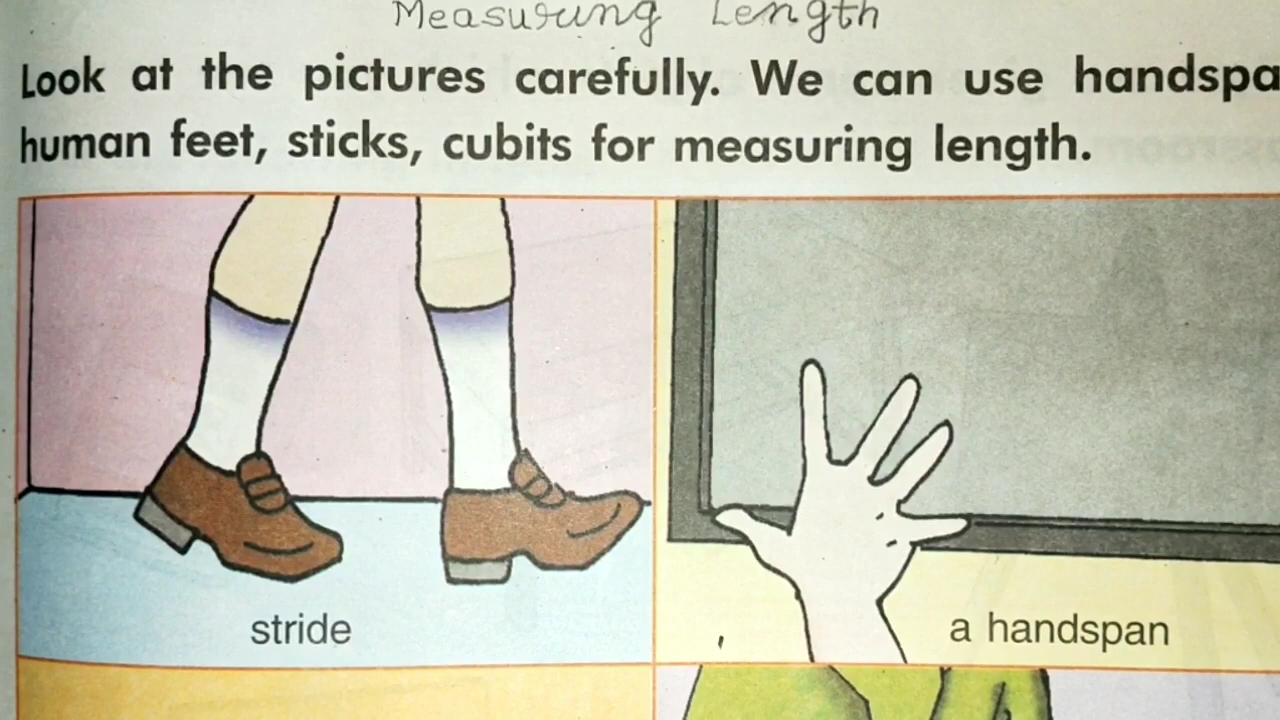 Measuring Length
Look at the pictures carefully. We can use handspa
human feet, sticks, cubits for measuring length.
stride
a handspan